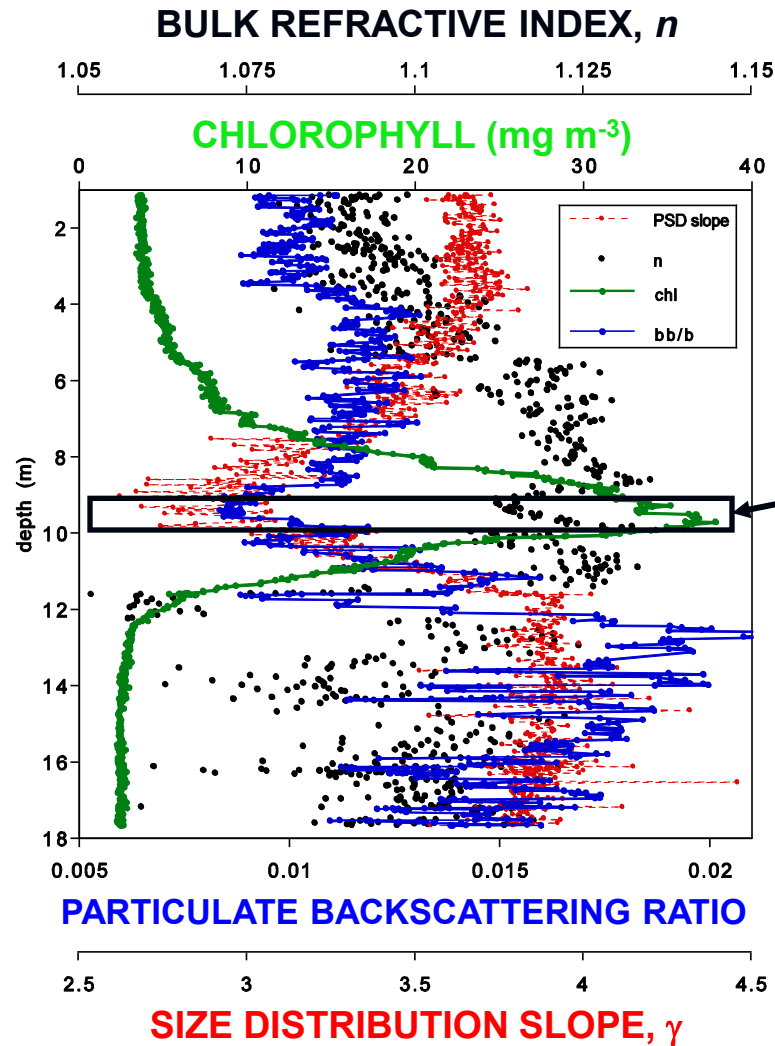 BULK REFRACTIVE INDEX, n
1.05 1.075 1.1 1.125 1.15
CHLOROPHYLL (mg m-3)
0 10 20 30 40
PSD slope
n
chl
bb/b
2
4
6
8
10
12
14
16
18
depth (m)
0.005 0.01 0.015 0.02
PARTICULATE BACKSCATTERING RATIO
2.5 3 3.5 4 4.5
SIZE DISTRIBUTION SLOPE, γ